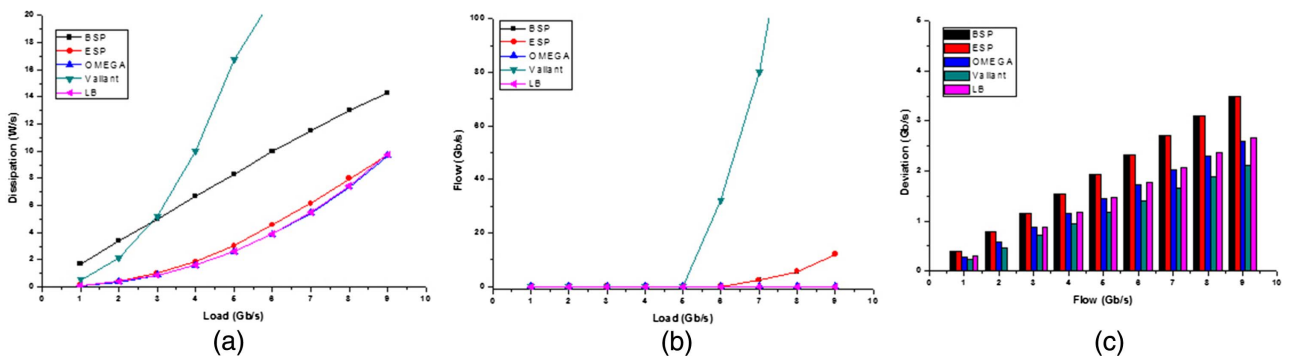 20
18
16
14
12
10
8
6
4
2
0
Dissipation (W/s)
BSP
ESP
OMEGA
Valiant
LB
0 1 2 3 4 5 6 7 8 9 10
Load (Gb/s)
(a)
100
80
60
40
20
0
Flow (Gb/s)
BSP
ESP
OMEGA
Valiant
LB
0 1 2 3 4 5 6 7 8 9 10
Load (Gb/s)
(b)
5
4
3
2
1
0
Deviation (Gb/s)
BSP
ESP
OMEGA
Valiant
LB
0 1 2 3 4 5 6 7 8 9 10
Flow (Gb/s)
(c)